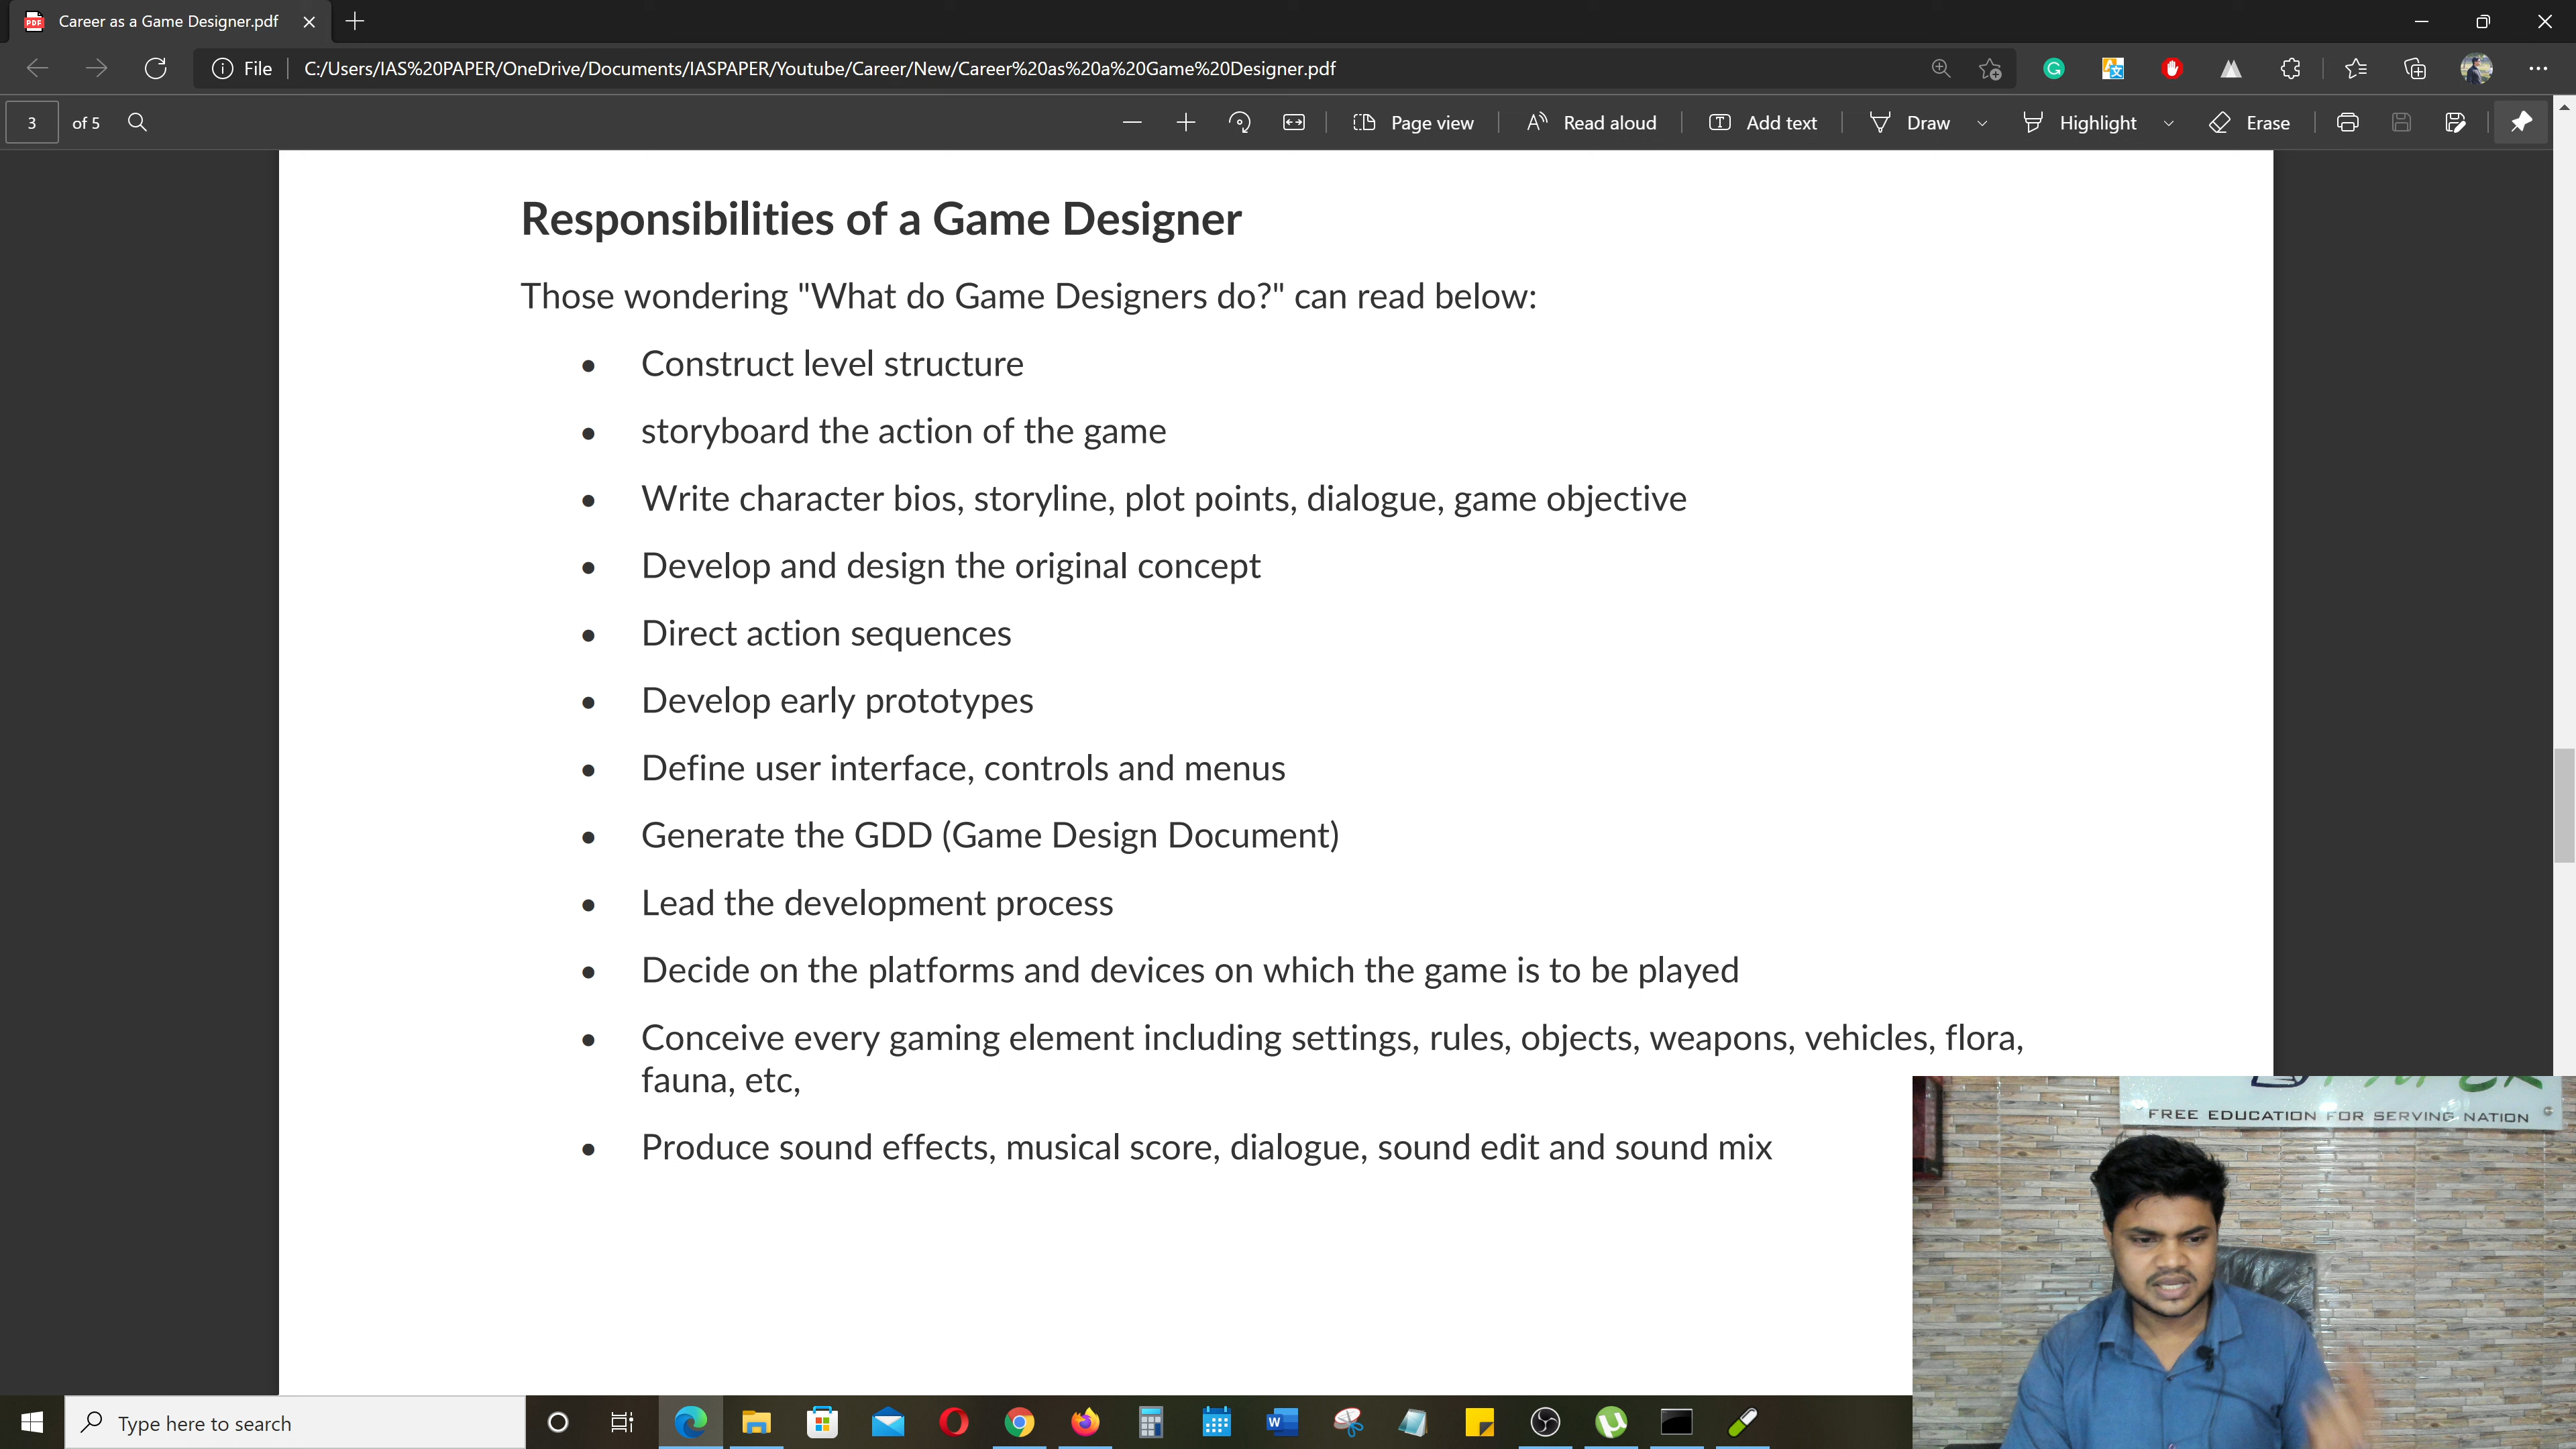 Career as a Game Designer.pdf
File
C:/Users/IAS%20PAPER/OneDrive/Documents/IASPAPER/Youtube/Career/New/Career%20as%20a%20Game%20Designer.pdf
3 of 5
Page view
Read aloud
Add text
Draw
Highlight
Erase
Responsibilities of a Game Designer
Those wondering "What do Game Designers do?" can read below:
• Construct level structure
• storyboard the action of the game
• Write character bios, storyline, plot points, dialogue, game objective
• Develop and design the original concept
• Direct action sequences
• Develop early prototypes
• Define user interface, controls and menus
• Generate the GDD (Game Design Document)
• Lead the development process
• Decide on the platforms and devices on which the game is to be played
• Conceive every gaming element including settings, rules, objects, weapons, vehicles, flora,
fauna, etc,
• Produce sound effects, musical score, dialogue, sound edit and sound mix
FREE EDUCATION FOR SERVING NATION
Type here to search